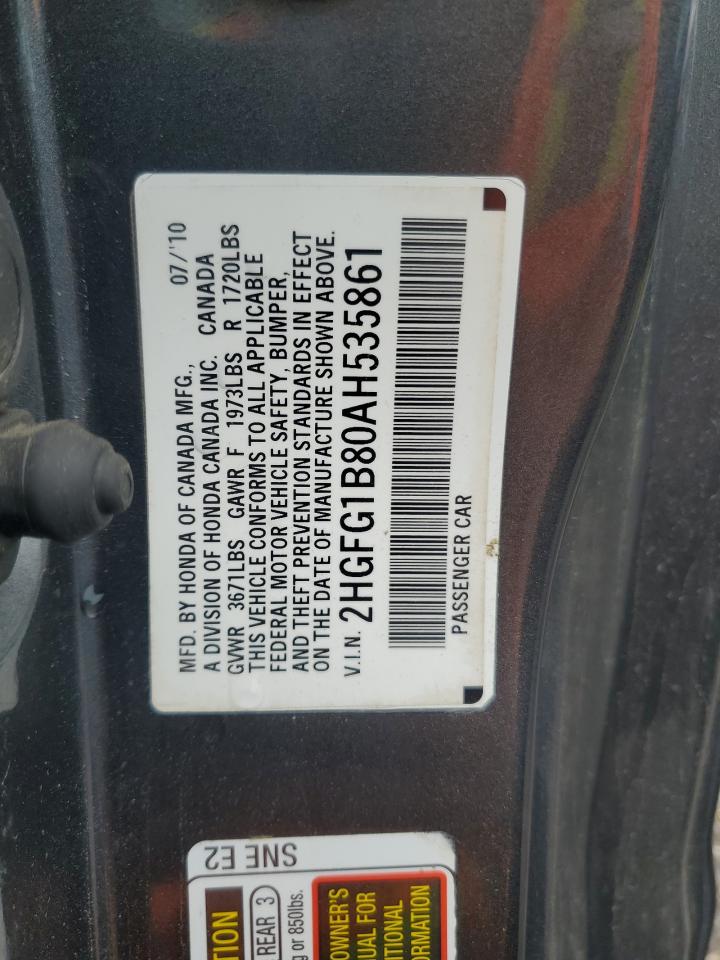 MFD. BY HONDA OF CANADA MFG., 07/'10
A DIVISION OF HONDA CANADA INC. CANADA
GVWR 3671LBS GAWR F 1973LBS R 1720LBS
THIS VEHICLE CONFORMS TO ALL APPLICABLE
FEDERAL MOTOR VEHICLE SAFETY, BUMPER,
AND THEFT PREVENTION STANDARDS IN EFFECT
ON THE DATE OF MANUFACTURE SHOWN ABOVE.
V.I.N. 2HGFG1B80AH535861
PASSENGER CAR
SNE E2
TION
REAR 3
g or 850lbs.
OWNER'S
UAL FOR
ITIONAL
ORMATION